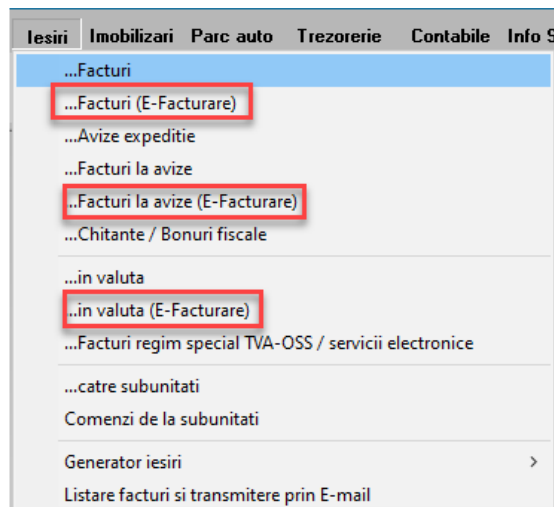 Iesiri Imobilizari Parc auto Trezorerie Contabile Info S
...Facturi
...Facturi (E-Facturare)
...Avize expeditie
...Facturi la avize
...Facturi la avize (E-Facturare)
...Chitante / Bonuri fiscale
...in valuta
...in valuta (E-Facturare)
...Facturi regim special TVA-OSS / servicii electronice
...catre subunitati
Comenzi de la subunitati
Generator iesiri >
Listare facturi si transmitere prin E-mail